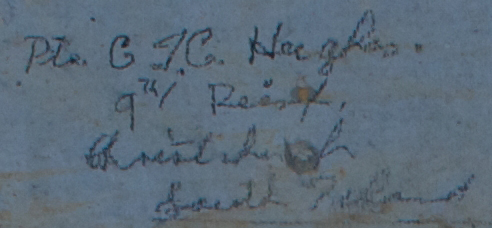 Pte. G I G. Hughes.
9th/ Reinf.
Christchurch
South Island